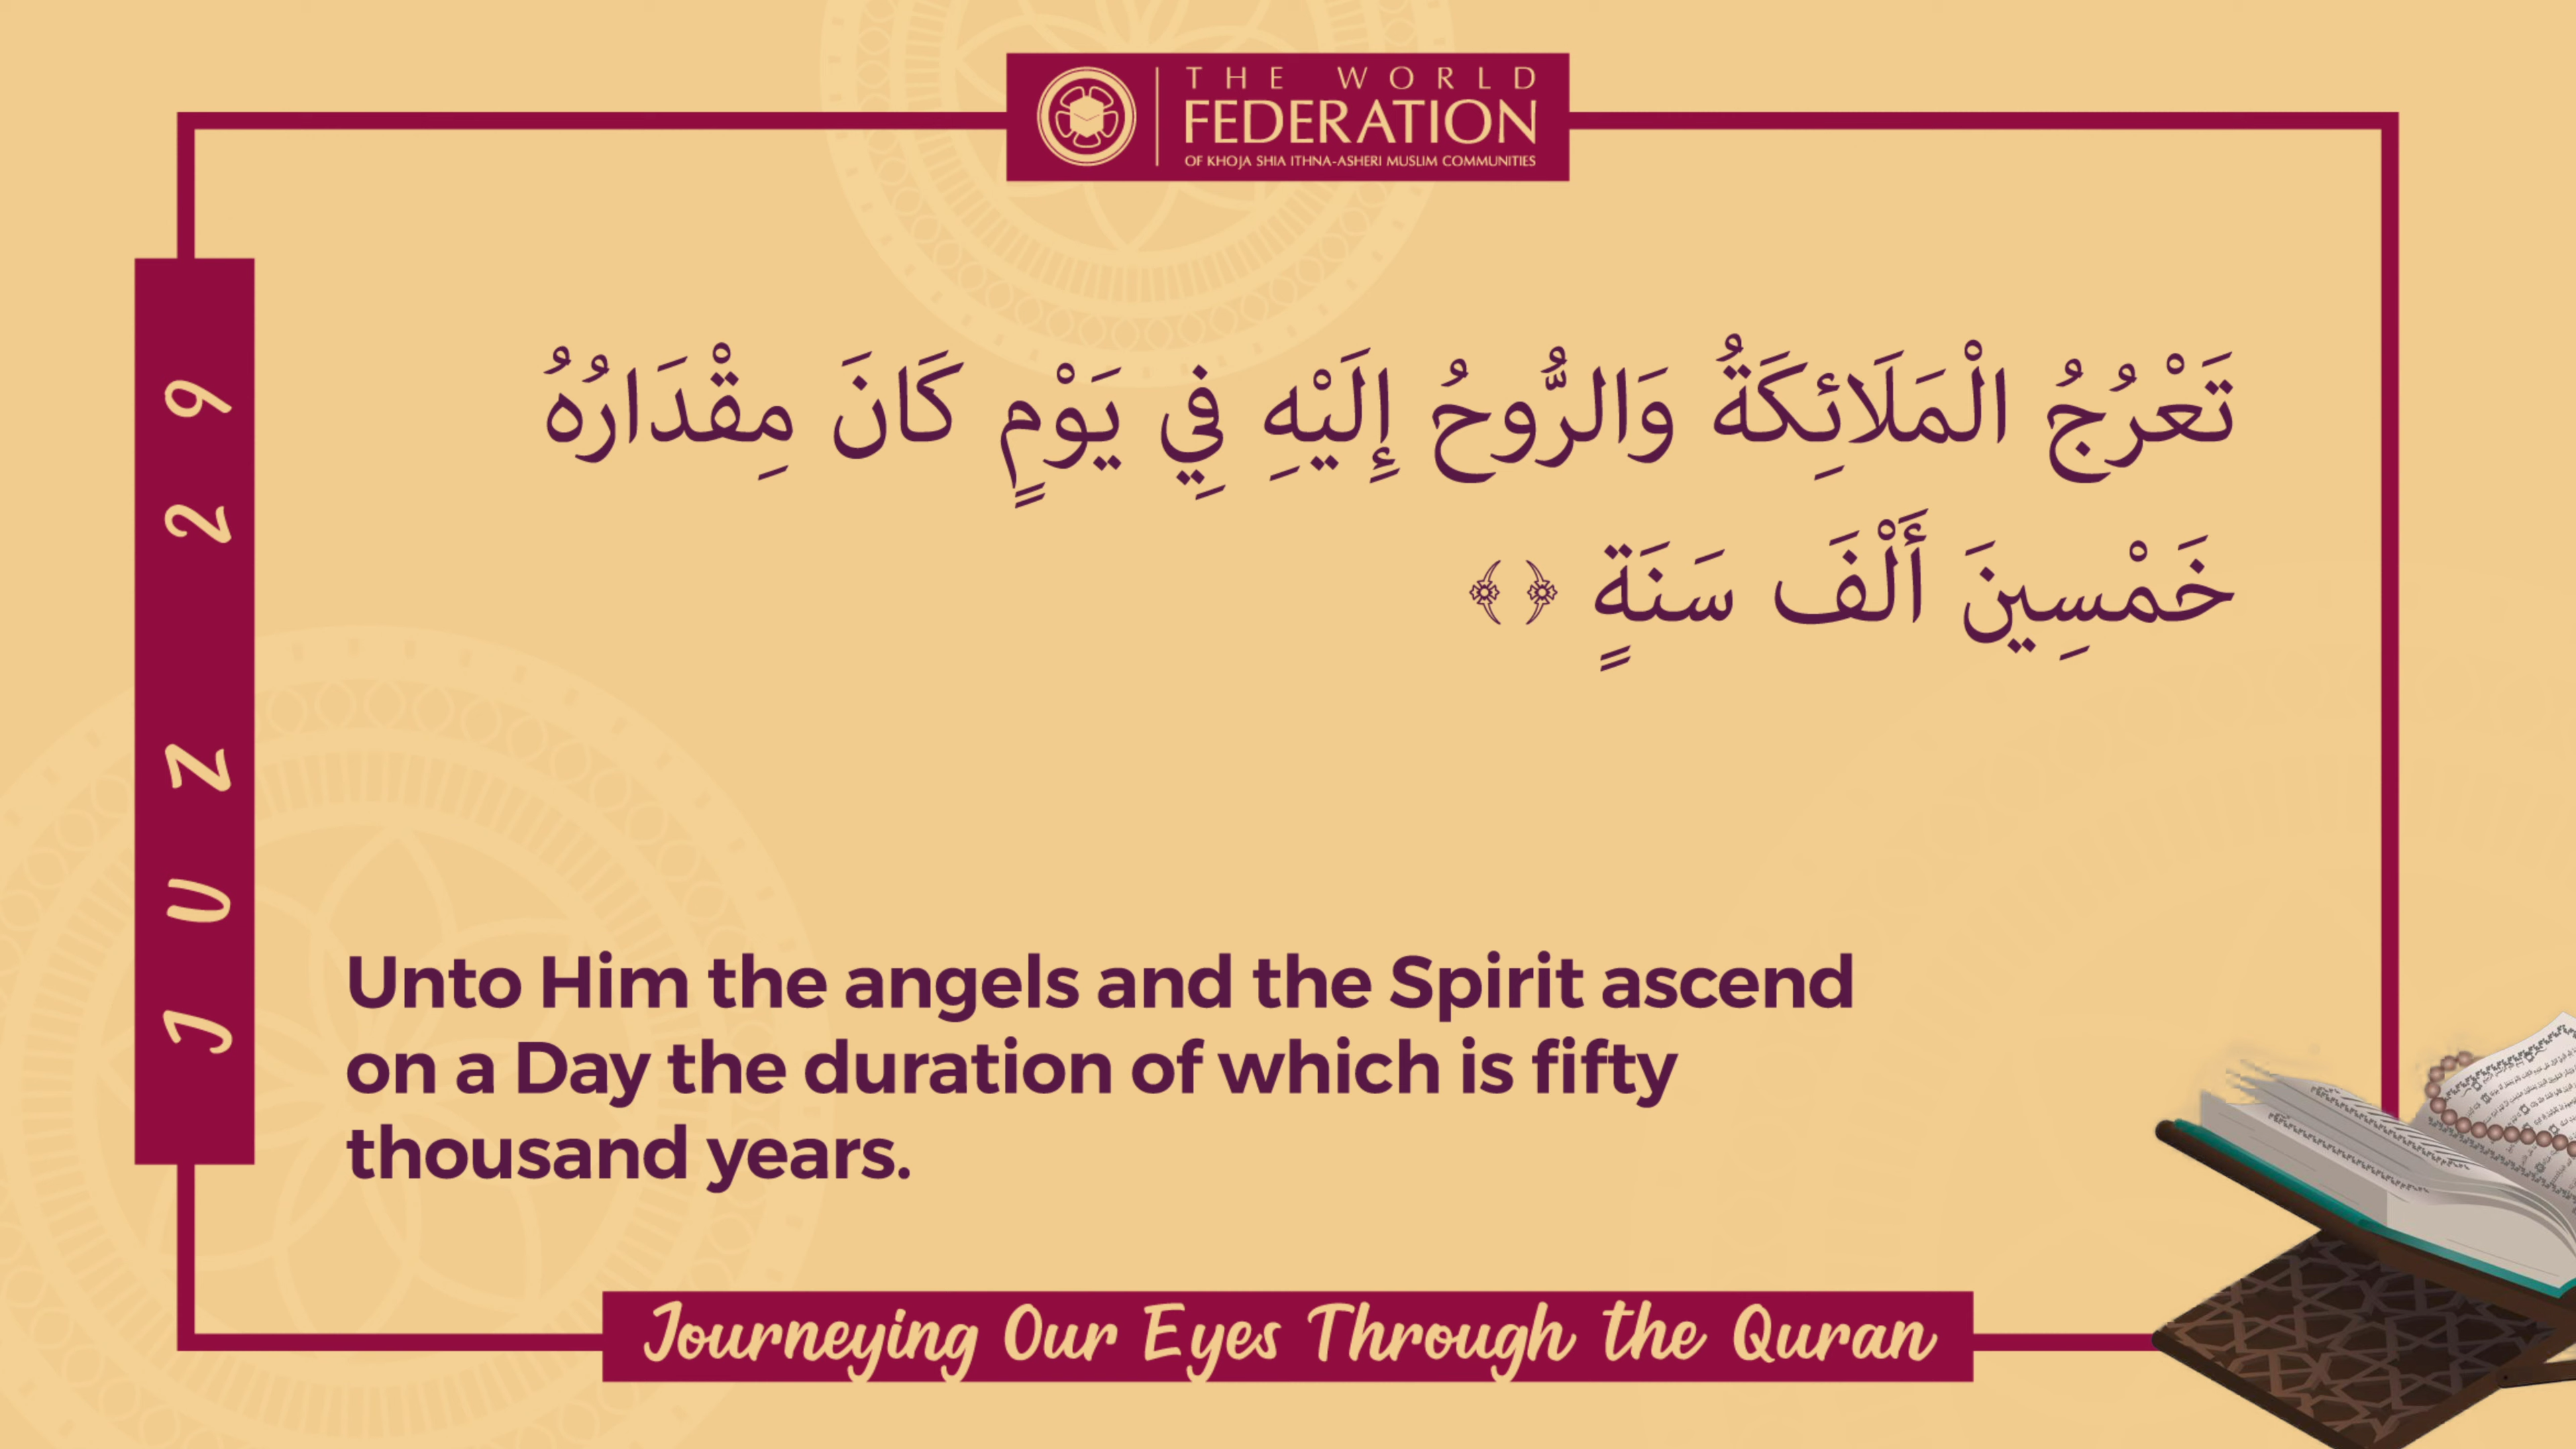 THE WORLD
FEDERATION
OF KHOJA SHIA ITHNA-ASHERI MUSLIM COMMUNITIES
JUZ 29
تَعْرُجُ الْمَلَائِكَةُ وَالرُّوحُ إِلَيْهِ فِي يَوْمٍ كَانَ مِقْدَارُهُ
خَمْسِينَ أَلْفَ سَنَةٍ ﴿ ﴾
Unto Him the angels and the Spirit ascend
on a Day the duration of which is fifty
thousand years.
Journeying Our Eyes Through the Quran